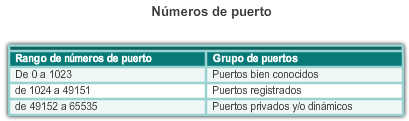 Números de puerto
Rango de números de puerto Grupo de puertos
De 0 a 1023 Puertos bien conocidos
de 1024 a 49151 Puertos registrados
de 49152 a 65535 Puertos privados y/o dinámicos